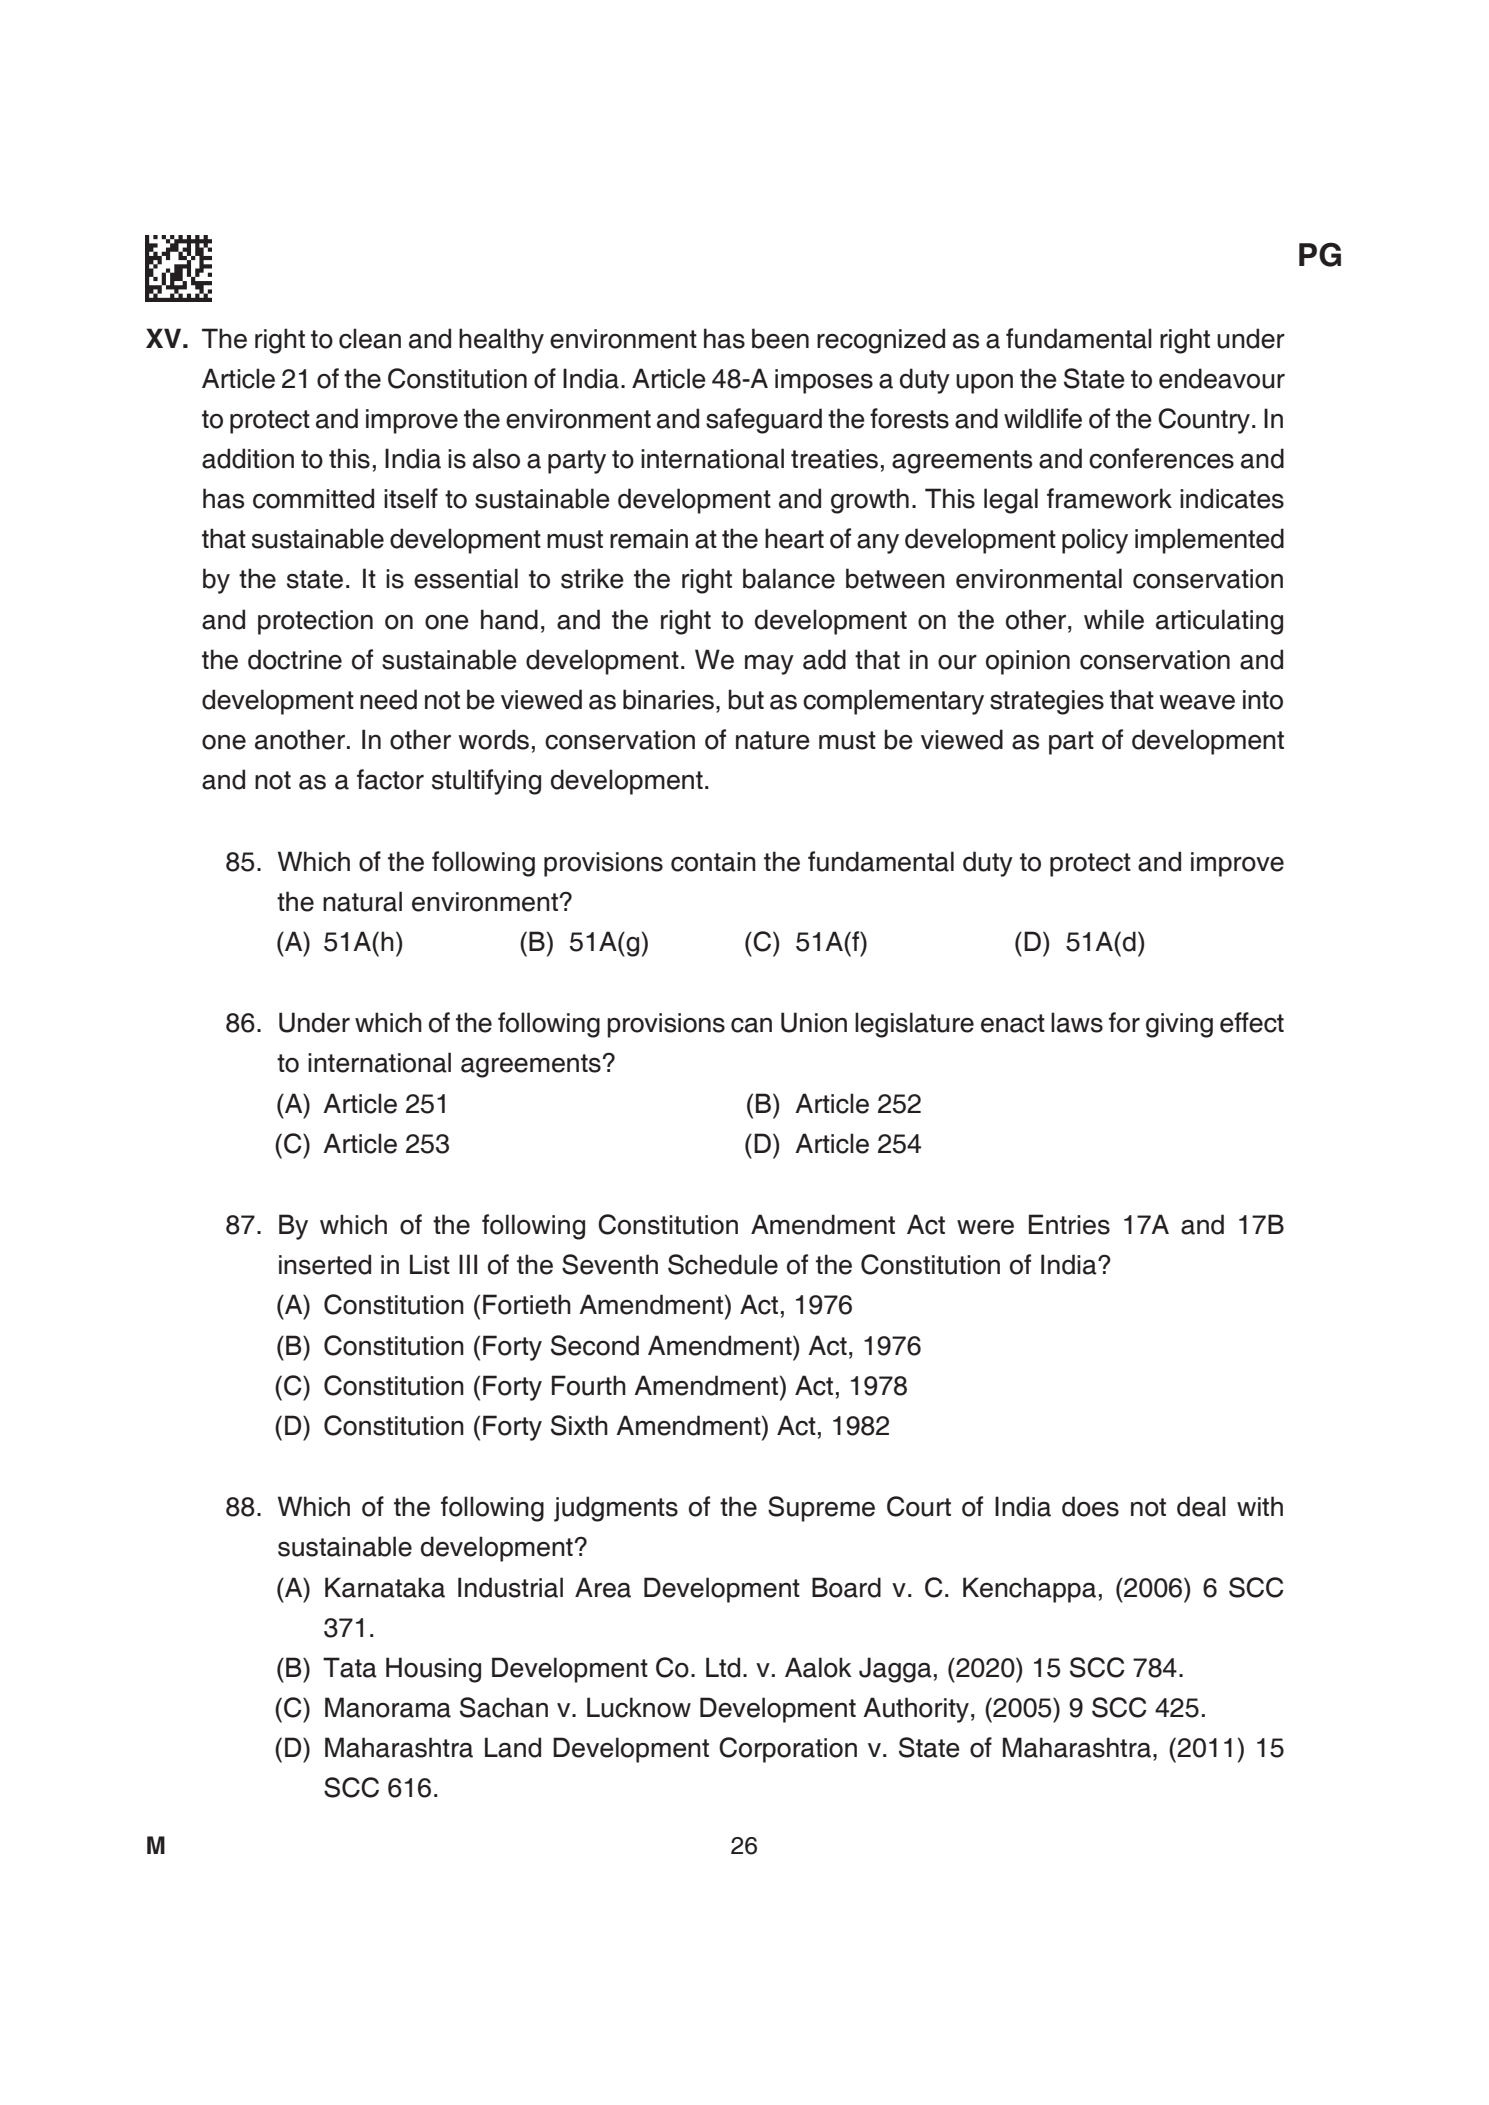 PG
XV. The right to clean and healthy environment has been recognized as a fundamental right under
Article 21 of the Constitution of India. Article 48-A imposes a duty upon the State to endeavour
to protect and improve the environment and safeguard the forests and wildlife of the Country. In
addition to this, India is also a party to international treaties, agreements and conferences and
has committed itself to sustainable development and growth. This legal framework indicates
that sustainable development must remain at the heart of any development policy implemented
by the state. It is essential to strike the right balance between environmental conservation
and protection on one hand, and the right to development on the other, while articulating
the doctrine of sustainable development. We may add that in our opinion conservation and
development need not be viewed as binaries, but as complementary strategies that weave into
one another. In other words, conservation of nature must be viewed as part of development
and not as a factor stultifying development.
85. Which of the following provisions contain the fundamental duty to protect and improve
the natural environment?
(A) 51A(h) (B) 51A(g) (C) 51A(f) (D) 51A(d)
86. Under which of the following provisions can Union legislature enact laws for giving effect
to international agreements?
(A) Article 251 (B) Article 252
(C) Article 253 (D) Article 254
87. By which of the following Constitution Amendment Act were Entries 17A and 17B
inserted in List III of the Seventh Schedule of the Constitution of India?
(A) Constitution (Fortieth Amendment) Act, 1976
(B) Constitution (Forty Second Amendment) Act, 1976
(C) Constitution (Forty Fourth Amendment) Act, 1978
(D) Constitution (Forty Sixth Amendment) Act, 1982
88. Which of the following judgments of the Supreme Court of India does not deal with
sustainable development?
(A) Karnataka Industrial Area Development Board v. C. Kenchappa, (2006) 6 SCC
371.
(B) Tata Housing Development Co. Ltd. v. Aalok Jagga, (2020) 15 SCC 784.
(C) Manorama Sachan v. Lucknow Development Authority, (2005) 9 SCC 425.
(D) Maharashtra Land Development Corporation v. State of Maharashtra, (2011) 15
SCC 616.
M 26